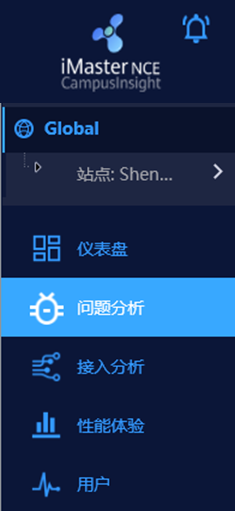 iMaster NCE
CampusInsight
Global
站点: Shen...
仪表盘
问题分析
接入分析
性能体验
用户